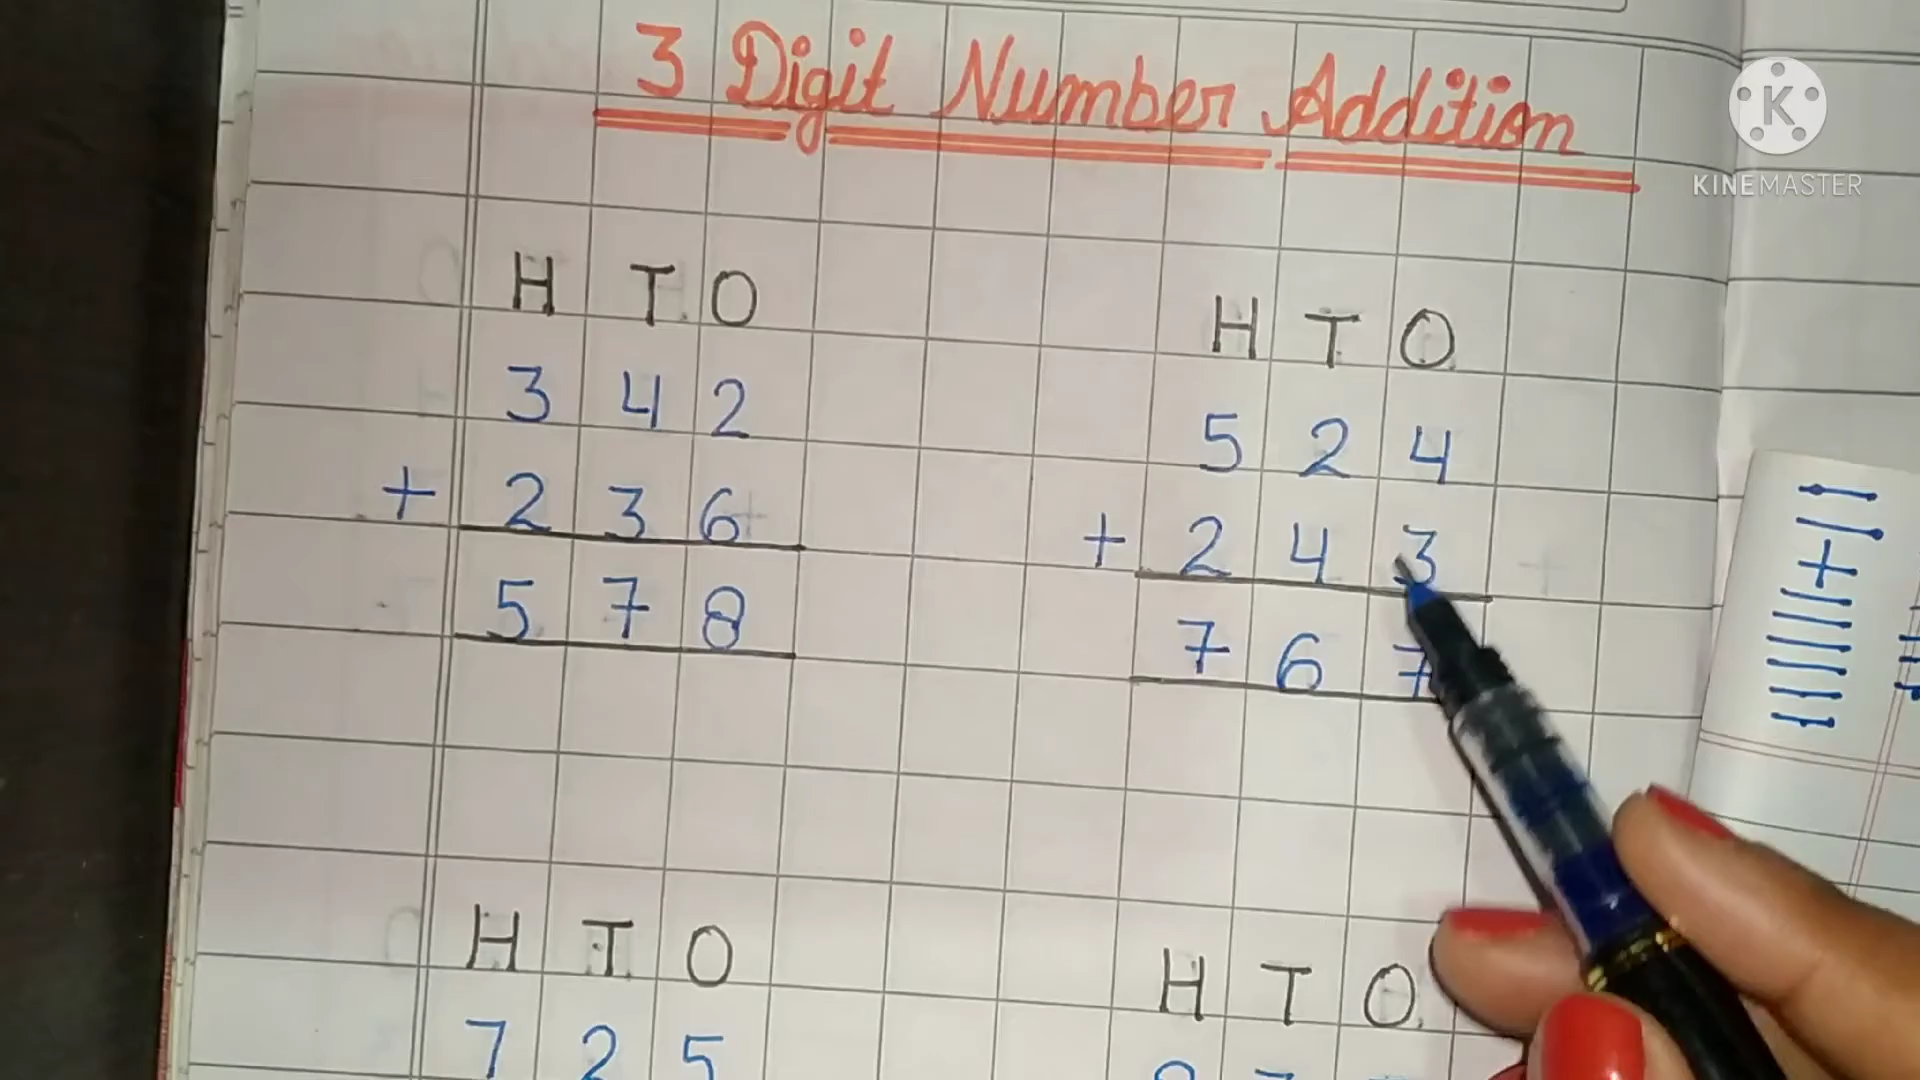 3 Digit Number Addition
K
KINEMASTER
H T O
3 4 2
+ 2 3 6
5 7 8
H T O
5 2 4
+ 2 4 3
7 6 7
H T O
7 2 5
H T O